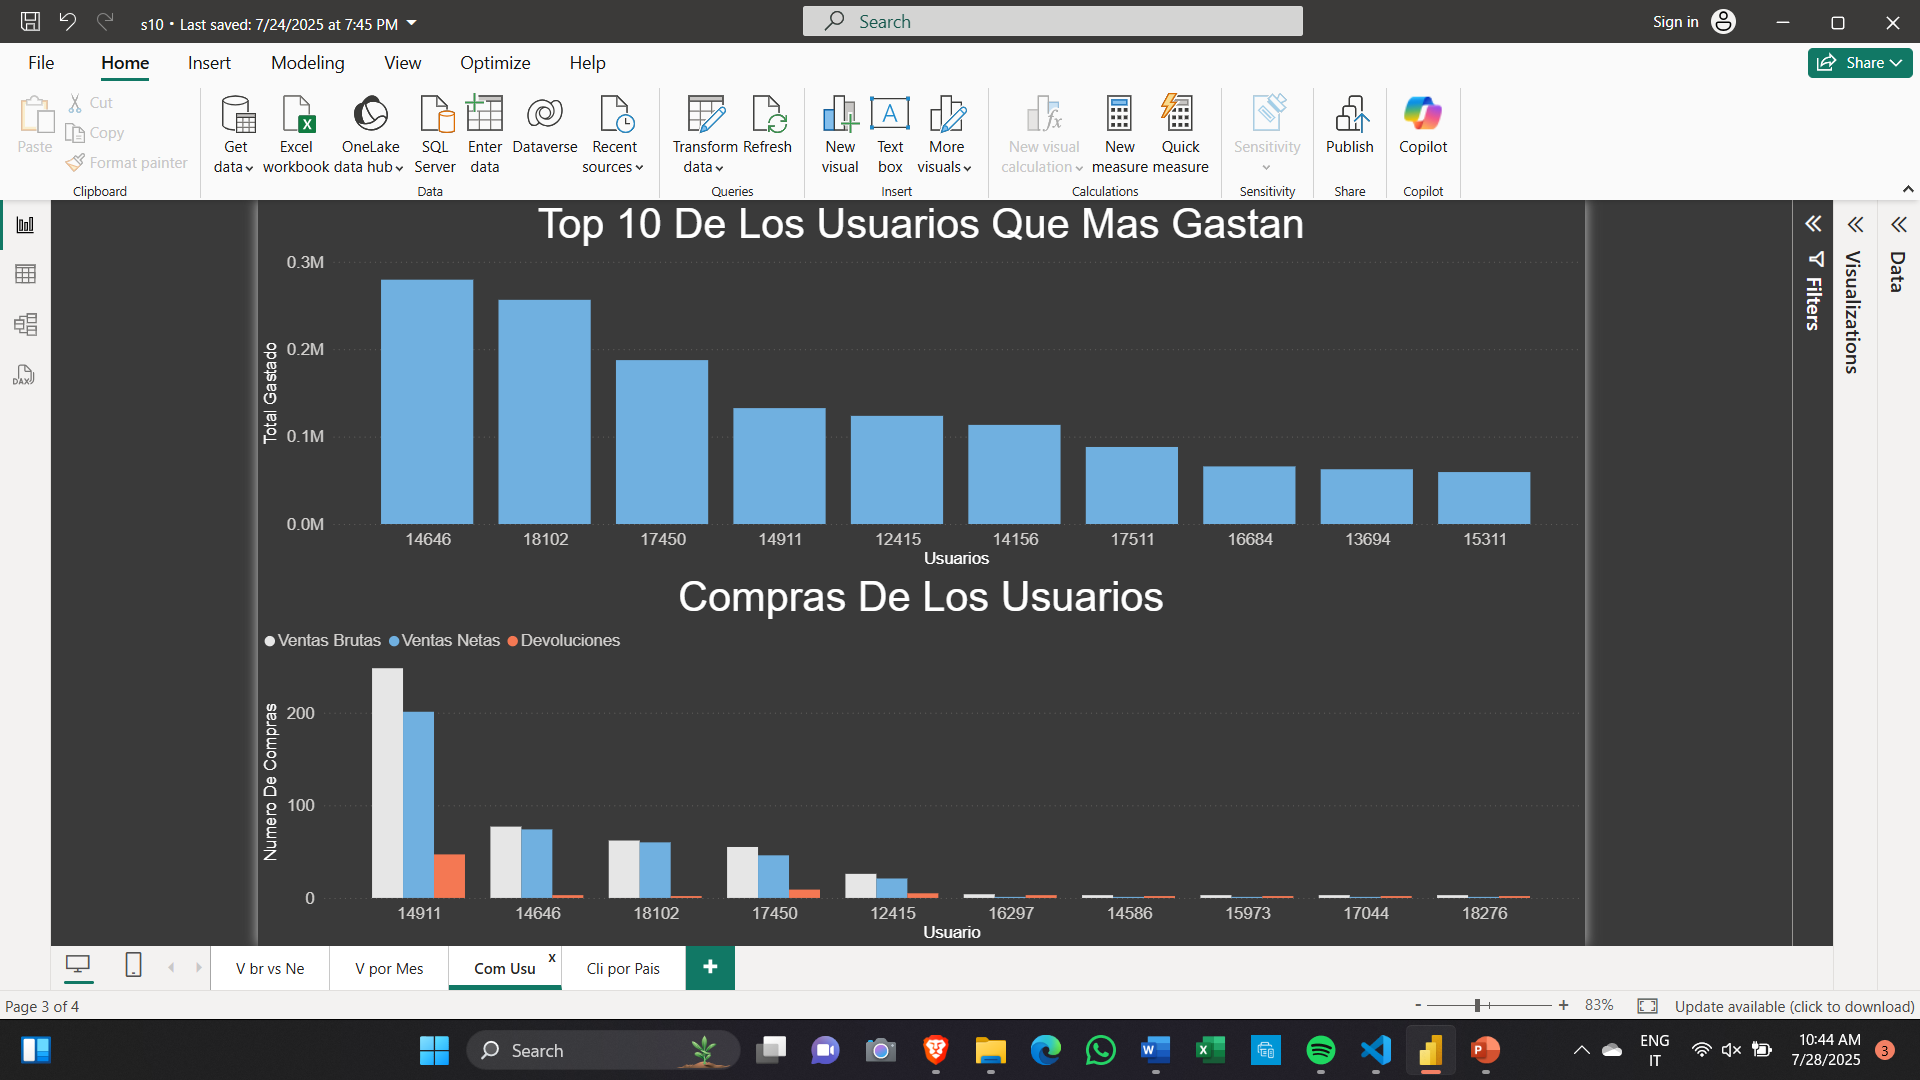 s10 • Last saved: 7/24/2025 at 7:45 PM
Search
Sign in
File Home Insert Modeling View Optimize Help
Share
Paste
Cut
Copy
Format painter
Clipboard
Get data
Excel workbook
OneLake data hub
SQL Server
Enter data
Dataverse
Recent sources
Data
Transform data
Refresh
Queries
New visual
Text box
More visuals
Insert
New visual calculation
New measure
Quick measure
Calculations
Sensitivity
Sensitivity
Publish
Share
Copilot
Copilot
DAX
Top 10 De Los Usuarios Que Mas Gastan
Total Gastado
0.3M
0.2M
0.1M
0.0M
14646 18102 17450 14911 12415 14156 17511 16684 13694 15311
Usuarios
Compras De Los Usuarios
Ventas Brutas Ventas Netas Devoluciones
Numero De Compras
200
100
0
14911 14646 18102 17450 12415 16297 14586 15973 17044 18276
Usuario
Filters
Visualizations
Data
V br vs Ne
V por Mes
Com Usu x
Cli por Pais
+
Page 3 of 4
- + 83%
Update available (click to download)
Search
ENG
IT
10:44 AM
7/28/2025
3